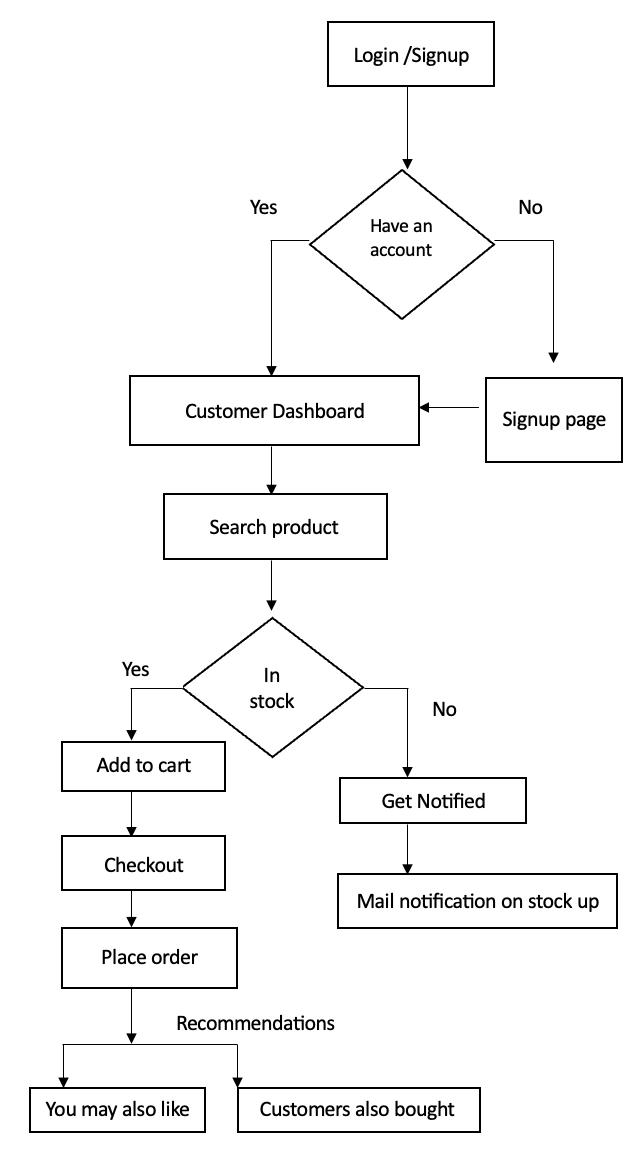 Login /Signup
Yes
No
Have an
account
Customer Dashboard
Signup page
Search product
Yes
In
stock
No
Add to cart
Get Notified
Checkout
Mail notification on stock up
Place order
Recommendations
You may also like
Customers also bought